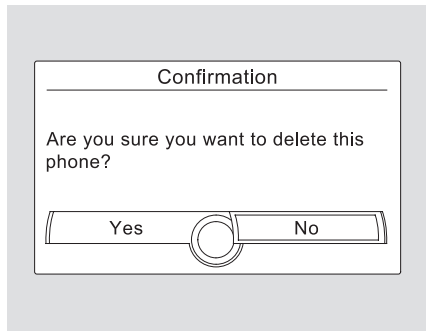 Confirmation
Are you sure you want to delete this
phone?
Yes
No